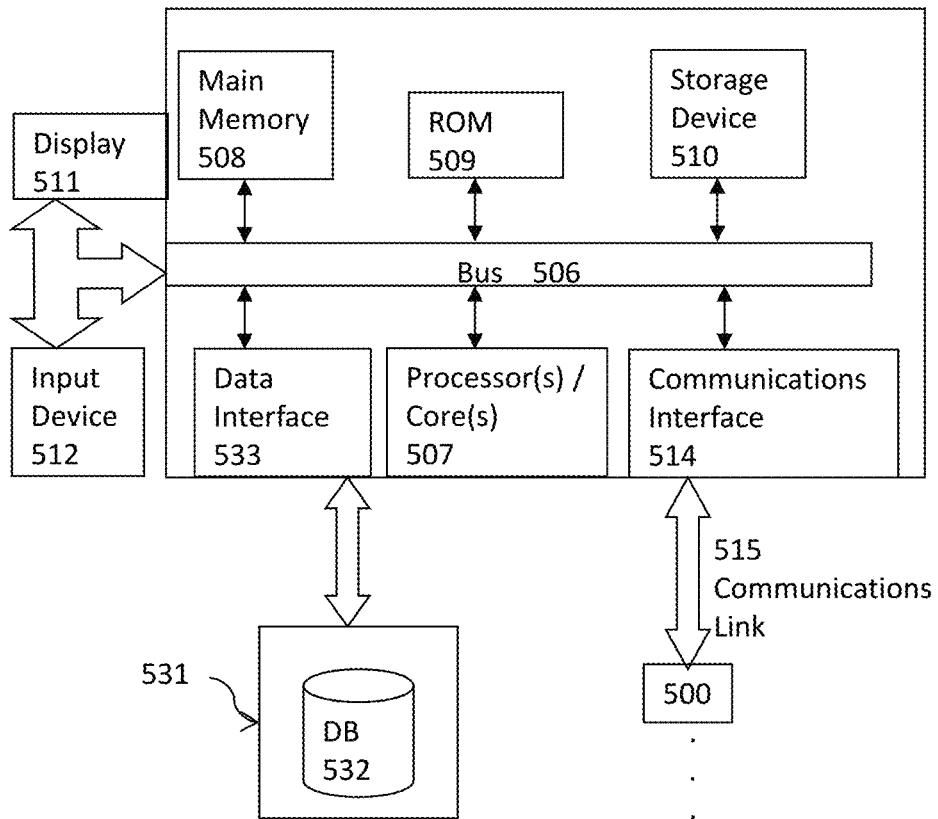 Main
Memory
508
ROM
509
Storage
Device
510
Display
511
Bus 506
Input
Device
512
Data
Interface
533
Processor(s) /
Core(s)
507
Communications
Interface
514
515
Communications
Link
531
500
DB
532